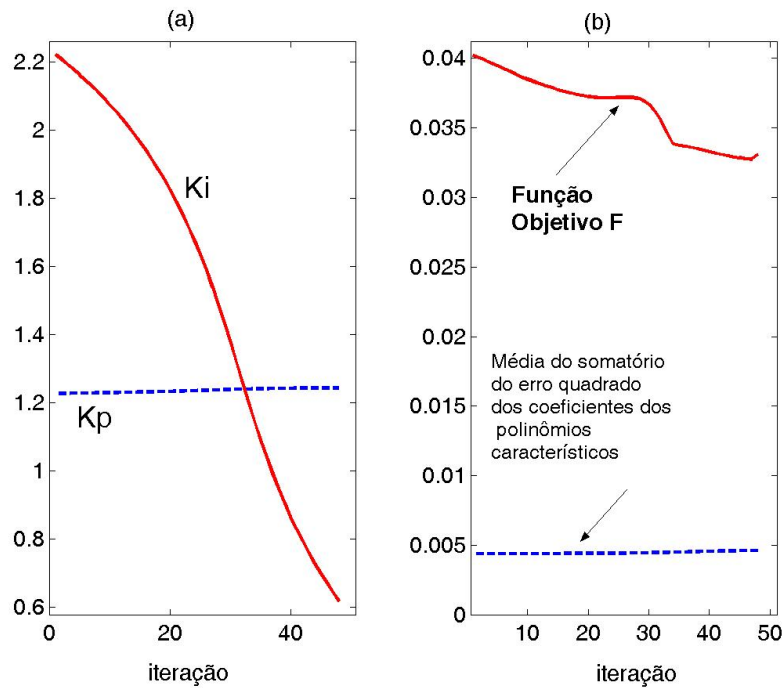 (a)
2.2
2
1.8
1.6
1.4
1.2
1
0.8
0.6
Ki
Kp
0
20
40
iteração
(b)
0.04
0.035
0.03
0.025
0.02
0.015
0.01
0.005
0
Função
Objetivo F
Média do somatório
do erro quadrado
dos coeficientes dos
polinômios
característicos
10
20
30
40
50
iteração